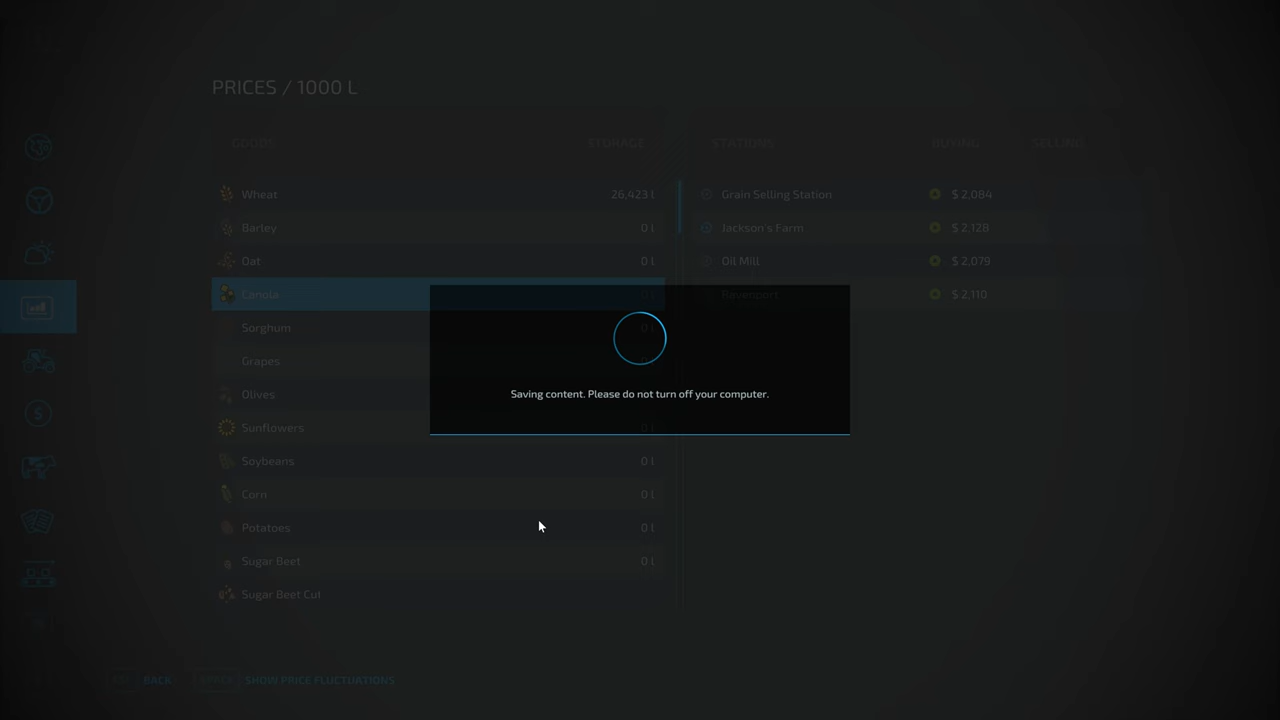 PRICES / 1000 L
GOODS STORAGE STATIONS BUYING SELLING
Wheat 26,423 l Grain Selling Station $ 2,084
Barley 0 l Jackson's Farm $ 2,128
Oat 0 l Oil Mill $ 2,079
Canola Ravenport $ 2,110
Sorghum 0 l
Grapes
Olives
Saving content. Please do not turn off your computer.
Sunflowers
Soybeans 0 l
Corn 0 l
Potatoes 0 l
Sugar Beet 0 l
Sugar Beet Cut
BACK SHOW PRICE FLUCTUATIONS